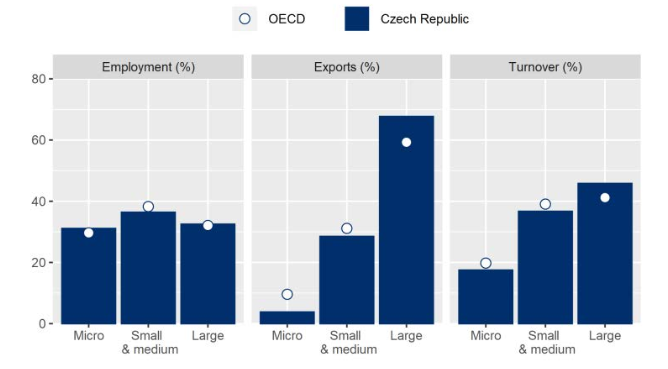 OECD Czech Republic
Employment (%) Exports (%) Turnover (%)
80
60
40
20
0
Micro Small & medium Large Micro Small & medium Large Micro Small & medium Large